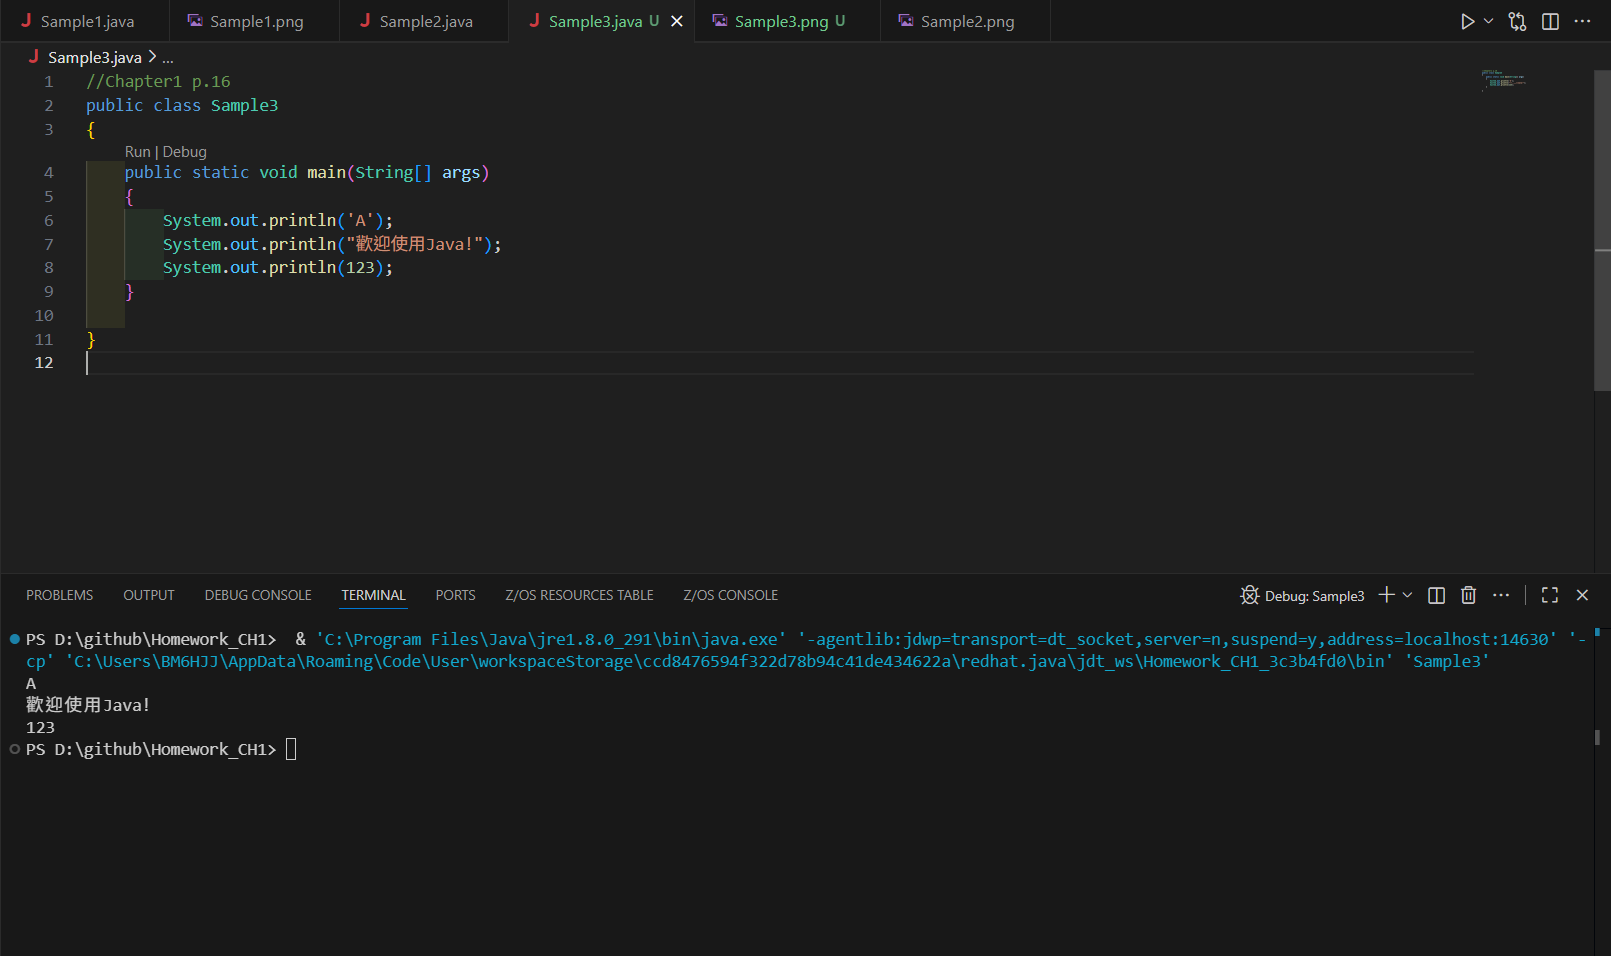 Sample1.java Sample1.png Sample2.java Sample3.java U Sample3.png U Sample2.png
Sample3.java > ...
1 //Chapter1 p.16
2 public class Sample3
3 {
Run | Debug
4 public static void main(String[] args)
5 {
6 System.out.println('A');
7 System.out.println("歡迎使用Java!");
8 System.out.println(123);
9 }
10
11 }
12
PROBLEMS OUTPUT DEBUG CONSOLE TERMINAL PORTS Z/OS RESOURCES TABLE Z/OS CONSOLE Debug: Sample3
PS D:\github\Homework_CH1>  & 'C:\Program Files\Java\jre1.8.0_291\bin\java.exe' '-agentlib:jdwp=transport=dt_socket,server=n,suspend=y,address=localhost:14630' '-
cp' 'C:\Users\BM6HJJ\AppData\Roaming\Code\User\workspaceStorage\ccd8476594f322d78b94c41de434622a\redhat.java\jdt_ws\Homework_CH1_3c3b4fd0\bin' 'Sample3'
A
歡迎使用Java!
123
PS D:\github\Homework_CH1>